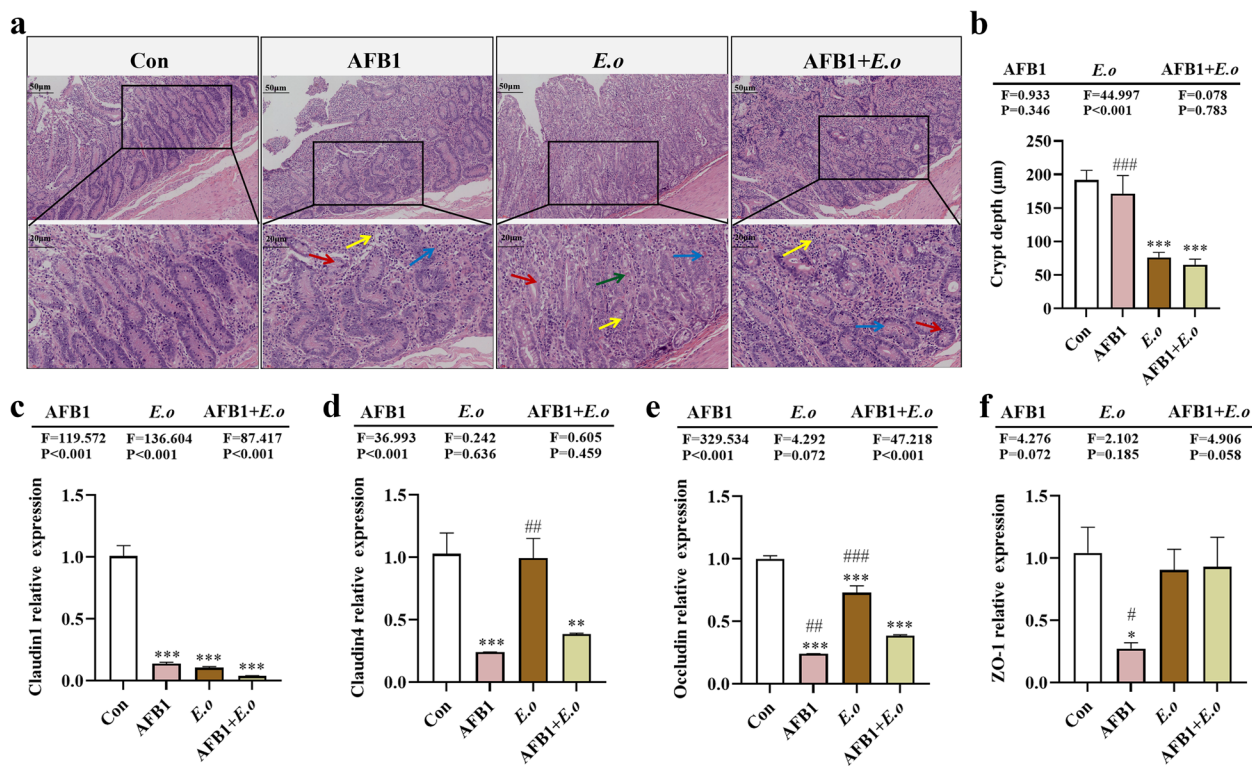 a
Con
AFB1
E.o
AFB1+E.o
50μm
50μm
50μm
50μm
20μm
20μm
20μm
20μm
b
AFB1 E.o AFB1+E.o
F=0.933 F=44.997 F=0.078
P=0.346 P<0.001 P=0.783
Crypt depth (μm)
250
200
150
100
50
0
###
***
***
Con
AFB1
E.o
AFB1+E.o
c
AFB1 E.o AFB1+E.o
F=119.572 F=136.604 F=87.417
P<0.001 P<0.001 P<0.001
Claudin1 relative expression
1.5
1.0
0.5
0.0
***
***
***
Con
AFB1
E.o
AFB1+E.o
d
AFB1 E.o AFB1+E.o
F=36.993 F=0.242 F=0.605
P<0.001 P=0.636 P=0.459
Claudin4 relative expression
1.5
1.0
0.5
0.0
***
##
**
Con
AFB1
E.o
AFB1+E.o
e
AFB1 E.o AFB1+E.o
F=329.534 F=4.292 F=47.218
P<0.001 P=0.072 P<0.001
Occludin relative expression
1.5
1.0
0.5
0.0
##
***
###
***
***
Con
AFB1
E.o
AFB1+E.o
f
AFB1 E.o AFB1+E.o
F=4.276 F=2.102 F=4.906
P=0.072 P=0.185 P=0.058
ZO-1 relative expression
1.5
1.0
0.5
0.0
#
*
Con
AFB1
E.o
AFB1+E.o